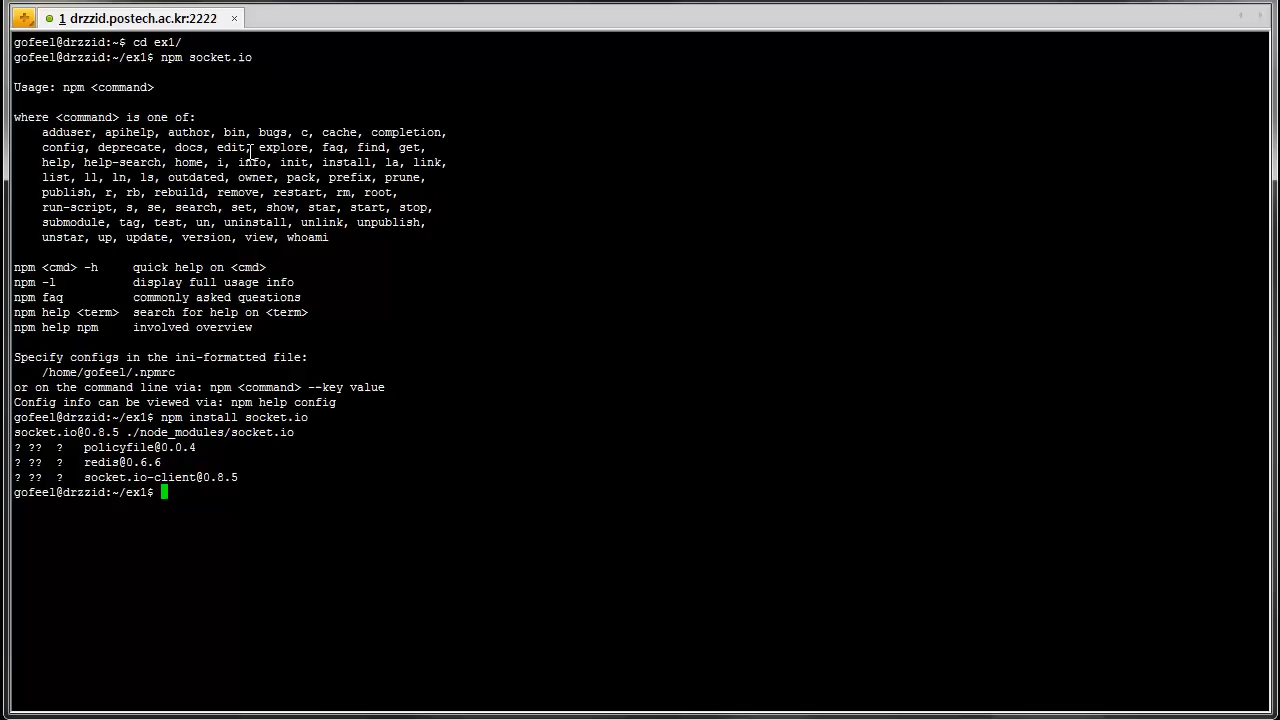 1 drzzid.postech.ac.kr:2222 ×
gofeel@drzzid:~$ cd ex1/
gofeel@drzzid:~/ex1$ npm socket.io
Usage: npm <command>
where <command> is one of:
adduser, apihelp, author, bin, bugs, c, cache, completion,
config, deprecate, docs, edit, explore, faq, find, get,
help, help-search, home, i, info, init, install, la, link,
list, ll, ln, ls, outdated, owner, pack, prefix, prune,
publish, r, rb, rebuild, remove, restart, rm, root,
run-script, s, se, search, set, show, star, start, stop,
submodule, tag, test, un, uninstall, unlink, unpublish,
unstar, up, update, version, view, whoami
npm <cmd> -h     quick help on <cmd>
npm -l           display full usage info
npm faq          commonly asked questions
npm help <term>  search for help on <term>
npm help npm     involved overview
Specify configs in the ini-formatted file:
/home/gofeel/.npmrc
or on the command line via: npm <command> --key value
Config info can be viewed via: npm help config
gofeel@drzzid:~/ex1$ npm install socket.io
socket.io@0.8.5 ./node_modules/socket.io
? ??  ?   policyfile@0.0.4
? ??  ?   redis@0.6.6
? ??  ?   socket.io-client@0.8.5
gofeel@drzzid:~/ex1$